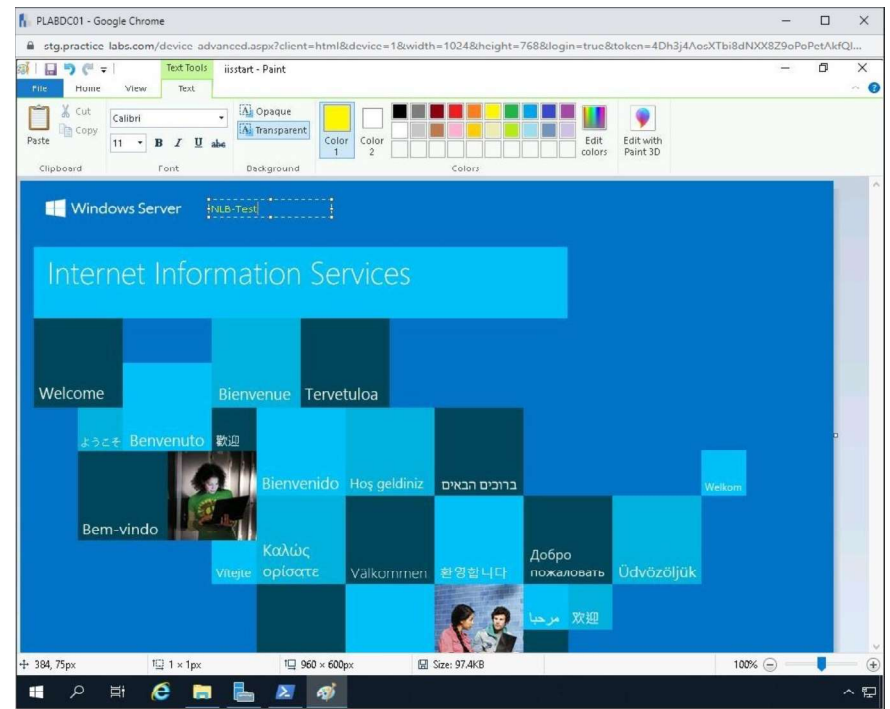 PLABDC01 - Google Chrome
stg.practice-labs.com/device-advanced.aspx?client=html&device=1&width=1024&height=768&login=true&token=
Text Tools iisstart - Paint
File Home View Text
Cut
Copy
Paste
Calibri
11 B I U abc
Opaque
Transparent
Color 1
Color 2
Edit colors
Edit with Paint 3D
Clipboard Font Background Colors
Windows Server NLB-Test
Internet Information Services
Welcome Bienvenue Tervetuloa
ようこそ Benvenuto 歡迎
Bienvenido Hoş geldiniz ברוכים הבאים Welkom
Bem-vindo
Vítejte Καλώς ορίσατε Välkommen 환영합니다 Добро пожаловать Üdvözöljük
مرحبا 欢迎
384, 75px 1 × 1px 960 × 600px Size: 97.4KB 100%